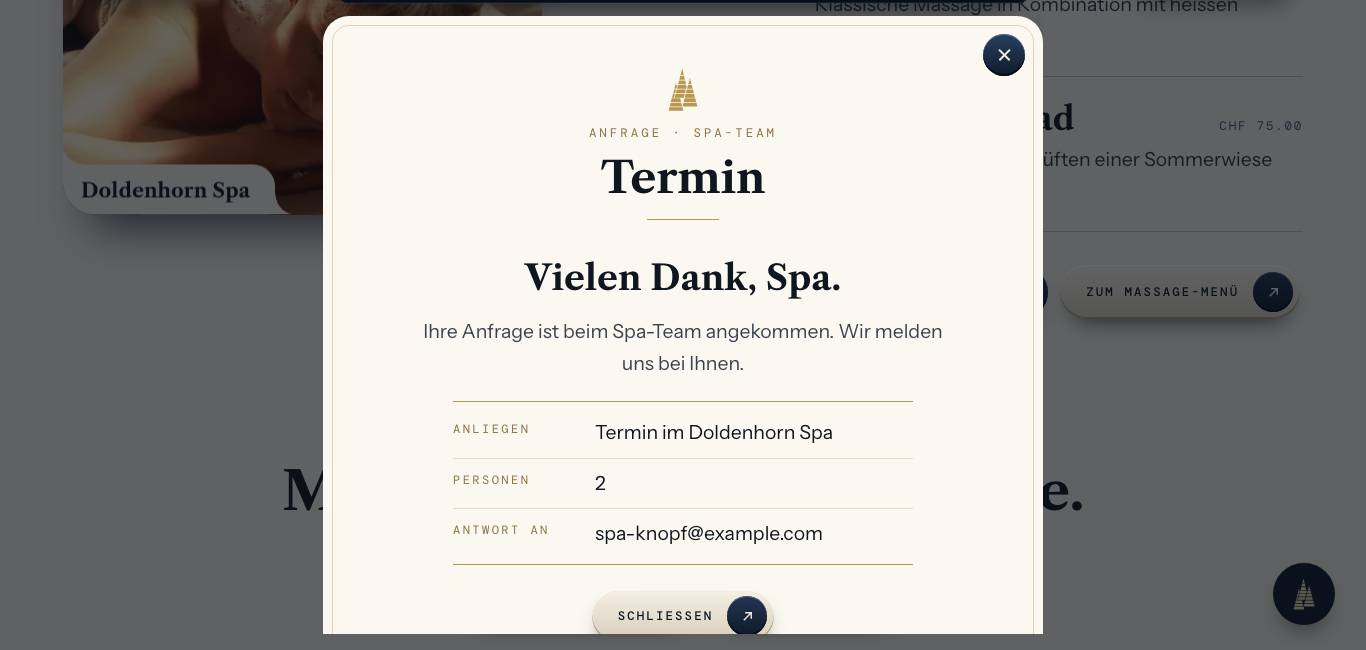 Klassische Massage in Kombination mit heissen
ad
CHF 75.00
üften einer Sommerwiese
Doldenhorn Spa
ANFRAGE · SPA-TEAM
Termin
Vielen Dank, Spa.
Ihre Anfrage ist beim Spa-Team angekommen. Wir melden
uns bei Ihnen.
ANLIEGEN Termin im Doldenhorn Spa
PERSONEN 2
ANTWORT AN spa-knopf@example.com
SCHLIESSEN
ZUM MASSAGE-MENÜ
M
e.